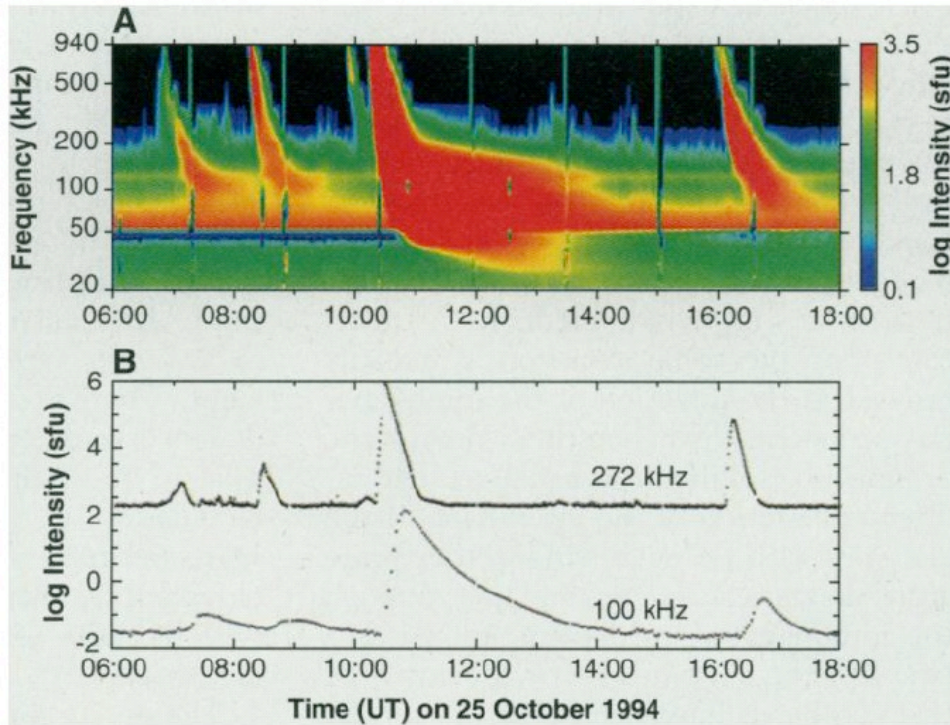 A
Frequency (kHz)
940
500
200
100
50
20
06:00 08:00 10:00 12:00 14:00 16:00 18:00
3.5
1.8
0.1
log Intensity (sfu)
B
log Intensity (sfu)
6
4
2
0
-2
272 kHz
100 kHz
06:00 08:00 10:00 12:00 14:00 16:00 18:00
Time (UT) on 25 October 1994